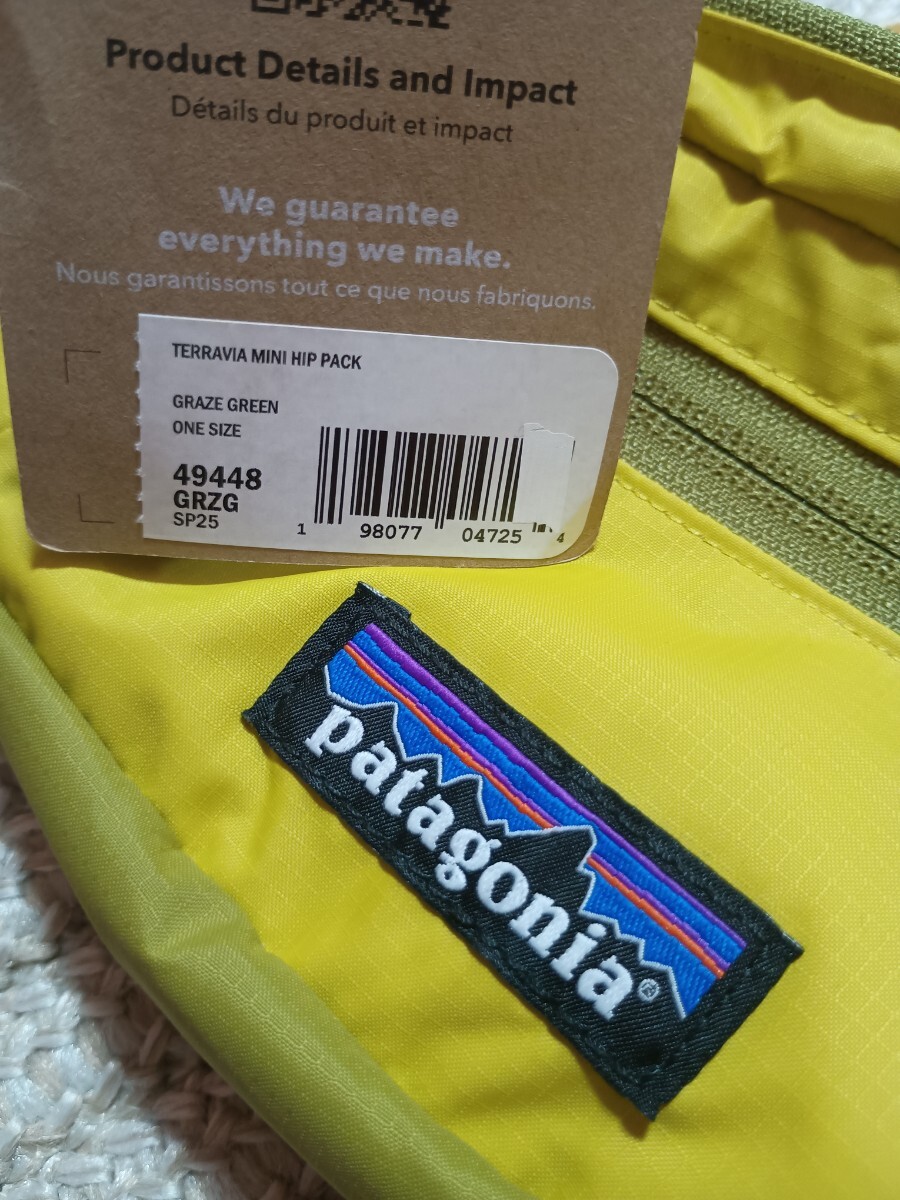 Product Details and Impact
Détails du produit et impact
We guarantee
everything we make.
Nous garantissons tout ce que nous fabriquons.
TERRAVIA MINI HIP PACK
GRAZE GREEN
ONE SIZE
49448
GRZG
SP25
1 98077 04725 4
patagonia®